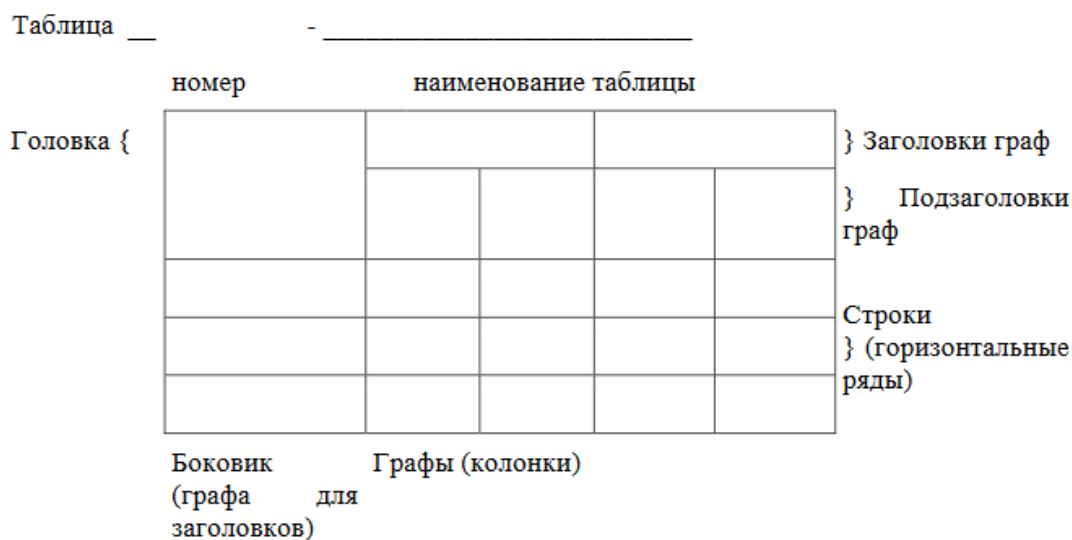 Таблица __ - ___________________________
номер наименование таблицы
Головка { } Заголовки граф
} Подзаголовки
граф
Строки
} (горизонтальные
ряды)
Боковик Графы (колонки)
(графа для
заголовков)